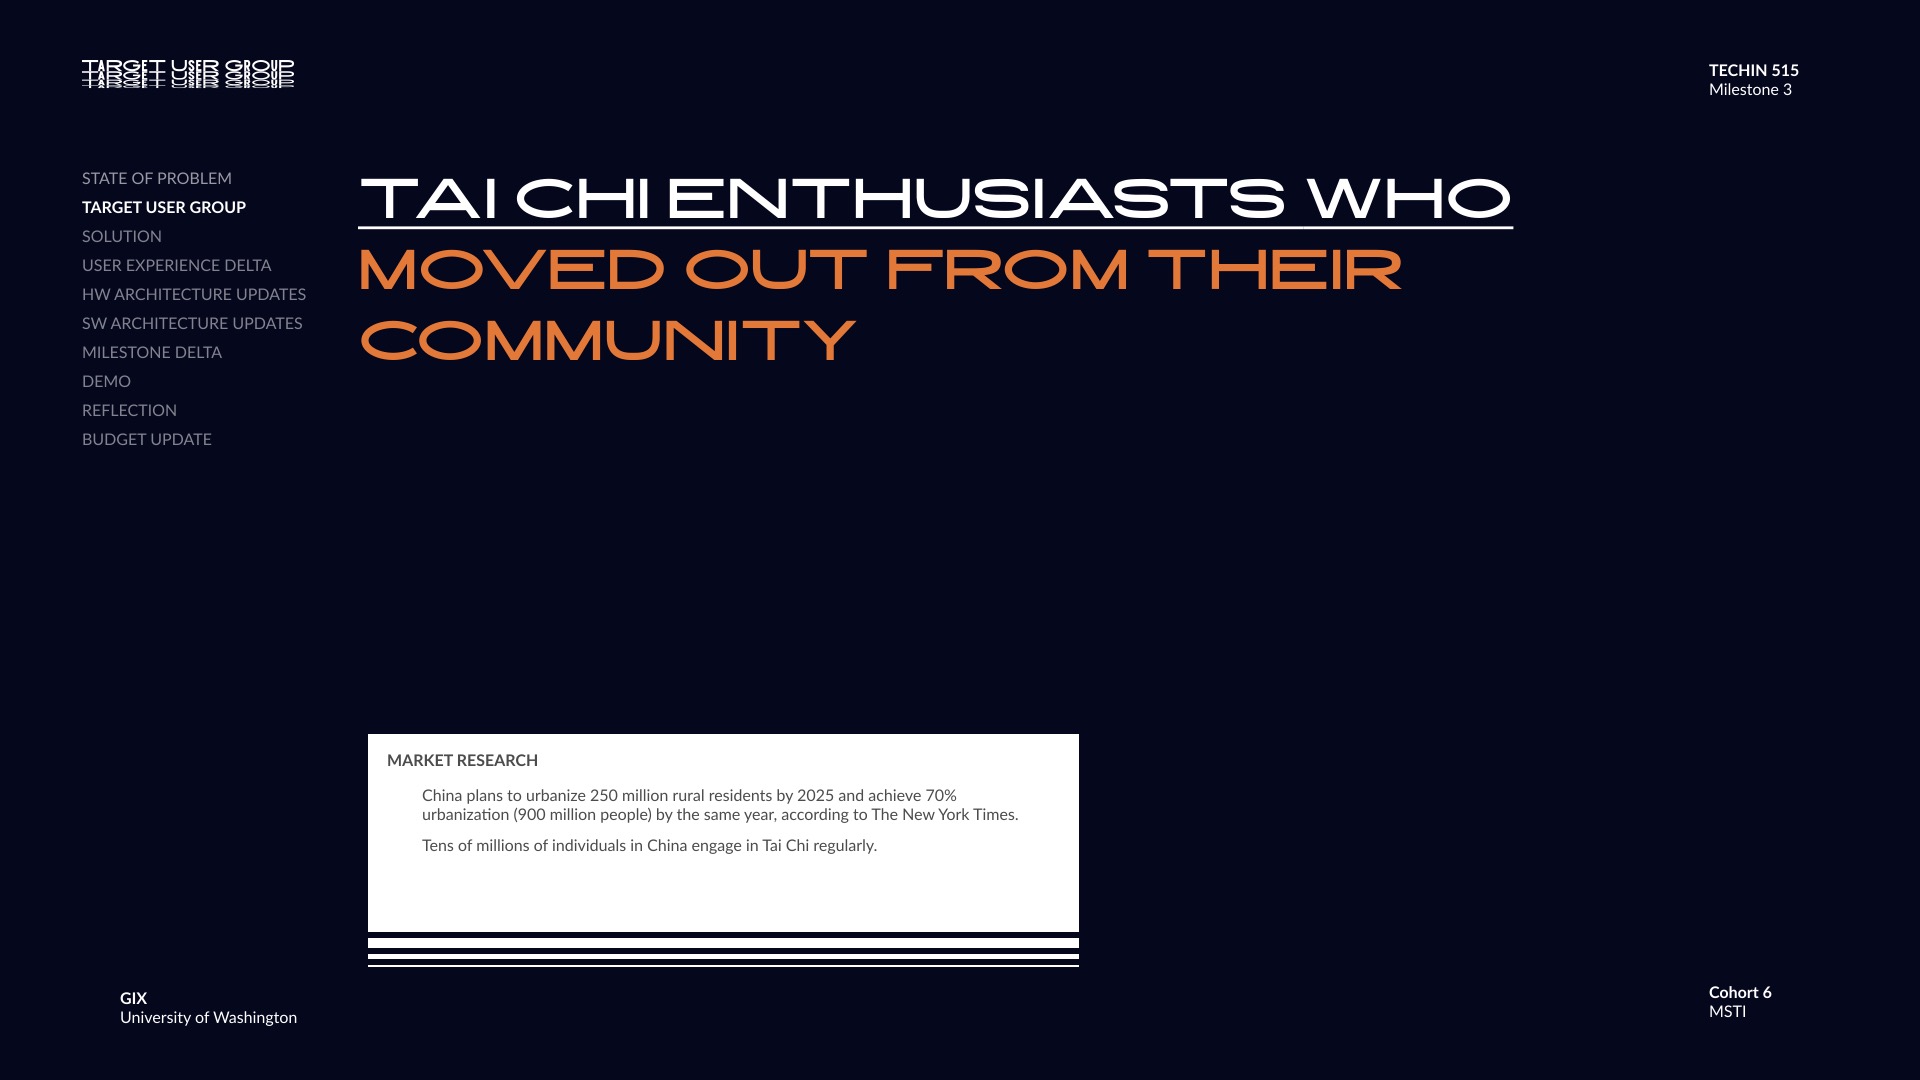 TARGET USER GROUP
TECHIN 515
Milestone 3
STATE OF PROBLEM
TARGET USER GROUP
SOLUTION
USER EXPERIENCE DELTA
HW ARCHITECTURE UPDATES
SW ARCHITECTURE UPDATES
MILESTONE DELTA
DEMO
REFLECTION
BUDGET UPDATE
TAI CHI ENTHUSIASTS WHO
MOVED OUT FROM THEIR
COMMUNITY
MARKET RESEARCH
China plans to urbanize 250 million rural residents by 2025 and achieve 70%
urbanization (900 million people) by the same year, according to The New York Times.
Tens of millions of individuals in China engage in Tai Chi regularly.
GIX
University of Washington
Cohort 6
MSTI